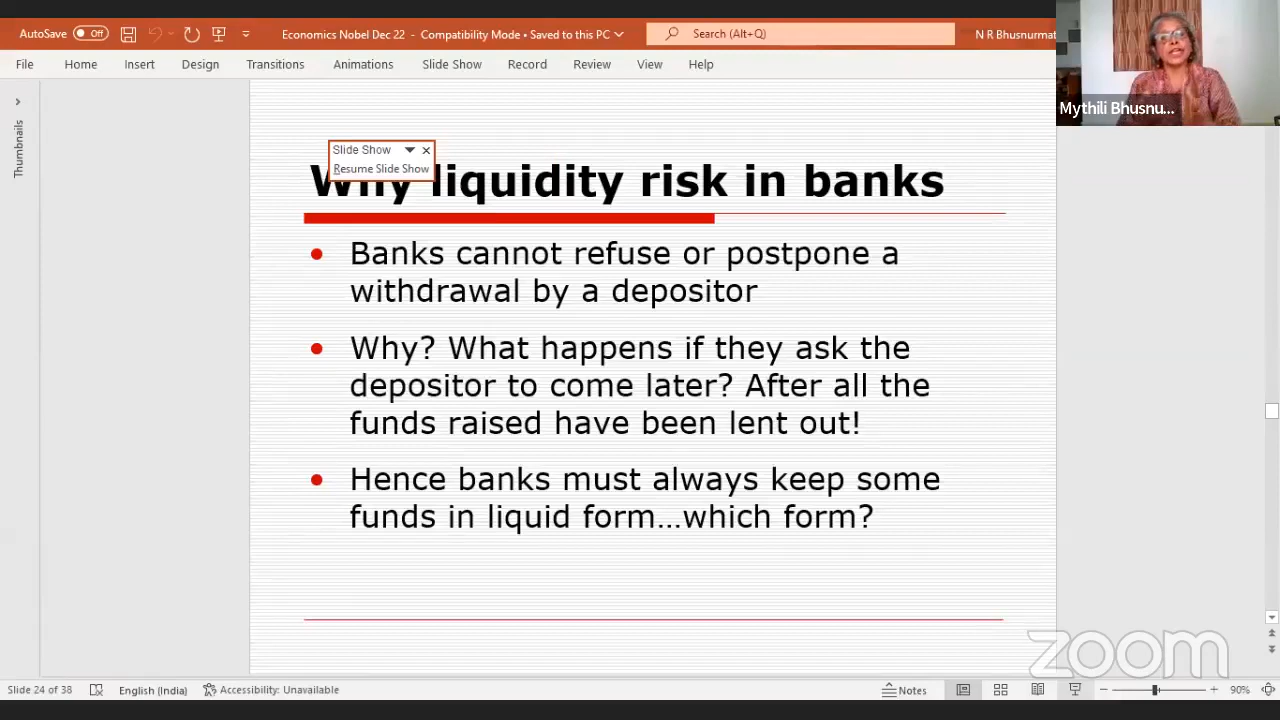 AutoSave Off Economics Nobel Dec 22 - Compatibility Mode • Saved to this PC Search (Alt+Q) N R Bhusnurmat
File Home Insert Design Transitions Animations Slide Show Record Review View Help
Mythili Bhusnu...
Thumbnails
Slide Show
Resume Slide Show
Why liquidity risk in banks
Banks cannot refuse or postpone a
withdrawal by a depositor
Why? What happens if they ask the
depositor to come later? After all the
funds raised have been lent out!
Hence banks must always keep some
funds in liquid form…which form?
zoom
Slide 24 of 38 English (India) Accessibility: Unavailable Notes 90%